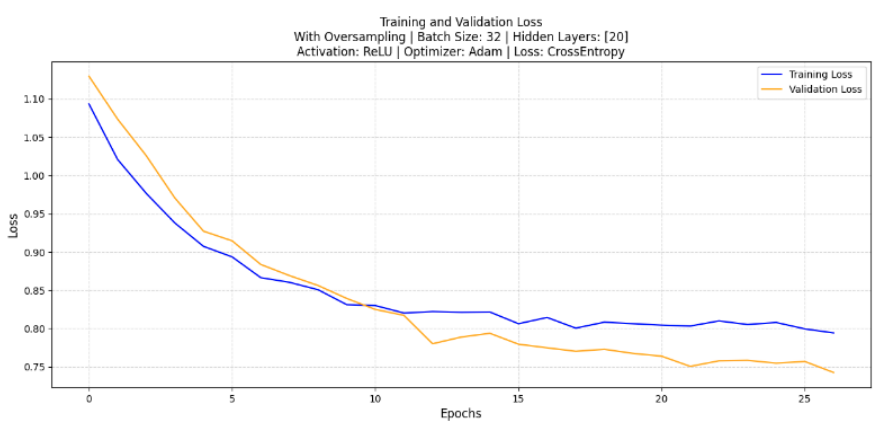 Training and Validation Loss
With Oversampling | Batch Size: 32 | Hidden Layers: [20]
Activation: ReLU | Optimizer: Adam | Loss: CrossEntropy
Training Loss
Validation Loss
1.10
1.05
1.00
0.95
0.90
0.85
0.80
0.75
Loss
0 5 10 15 20 25
Epochs